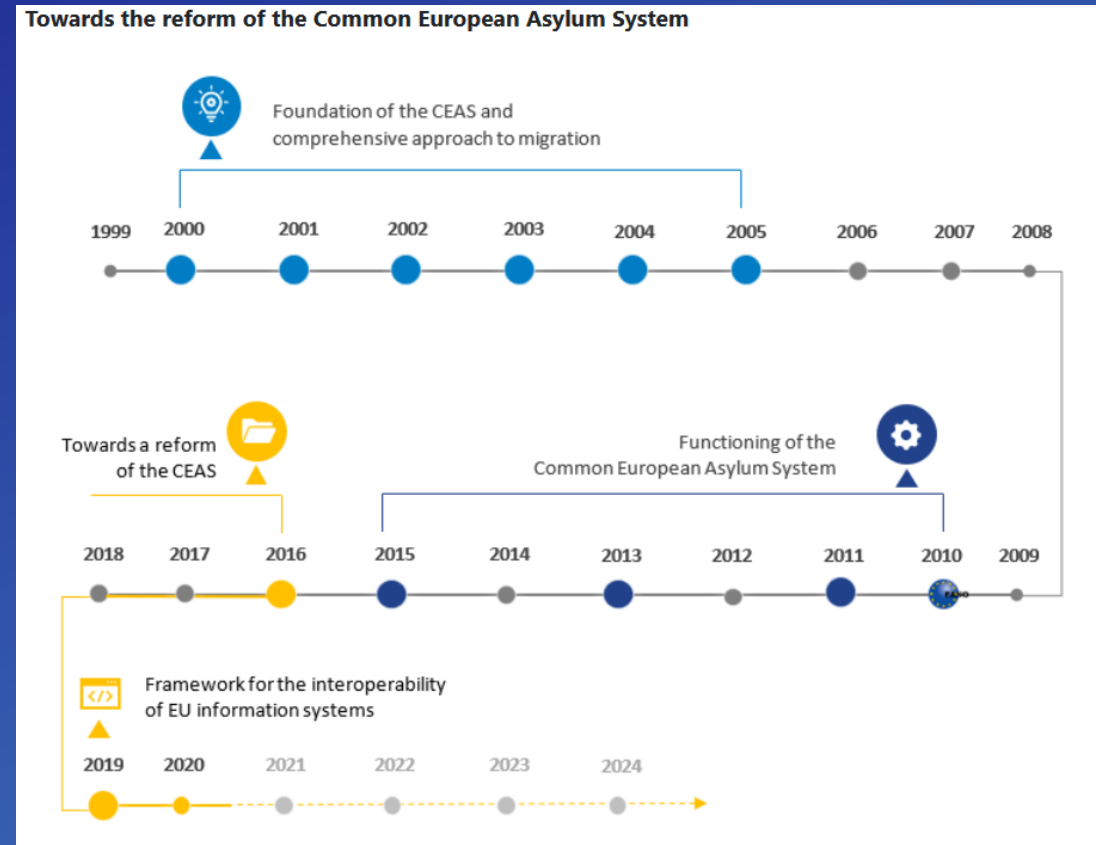 Towards the reform of the Common European Asylum System
Foundation of the CEAS and
comprehensive approach to migration
1999 2000 2001 2002 2003 2004 2005 2006 2007 2008
Towards a reform
of the CEAS
Functioning of the
Common European Asylum System
2018 2017 2016 2015 2014 2013 2012 2011 2010 2009
</>
Framework for the interoperability
of EU information systems
2019 2020 2021 2022 2023 2024